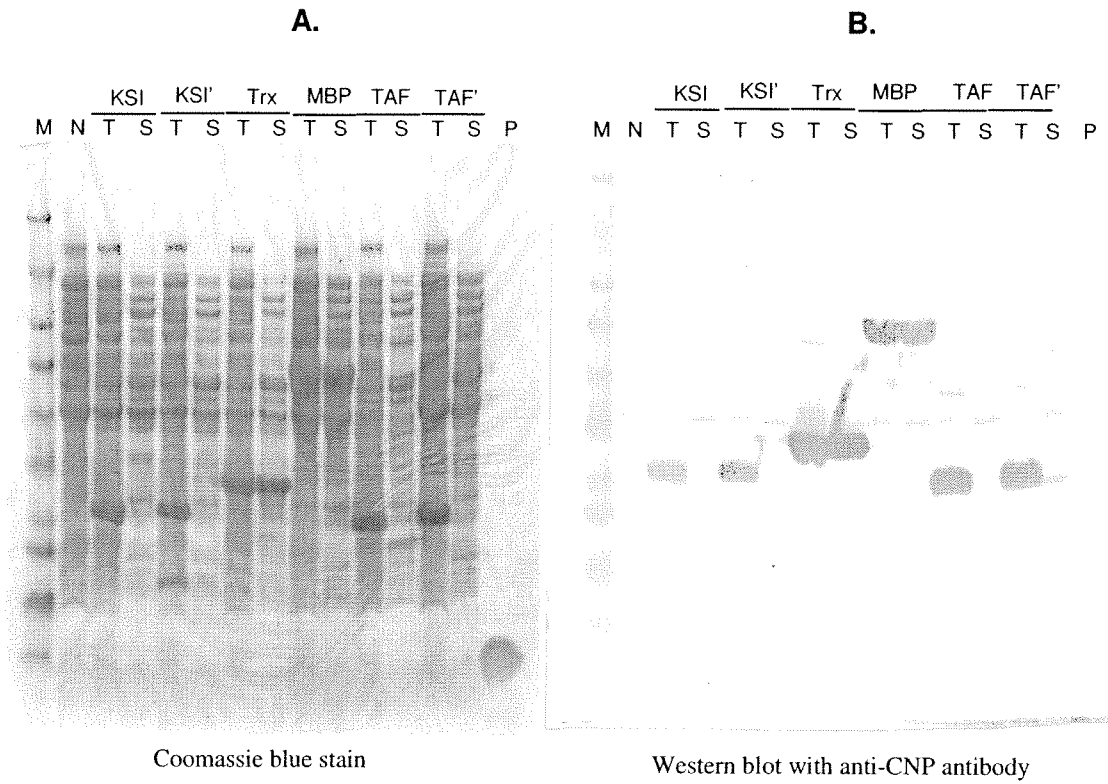 A.
B.
KSI KSI' Trx MBP TAF TAF'
M N T S T S T S T S T S T S P
KSI KSI' Trx MBP TAF TAF'
M N T S T S T S T S T S T S P
Coomassie blue stain
Western blot with anti-CNP antibody